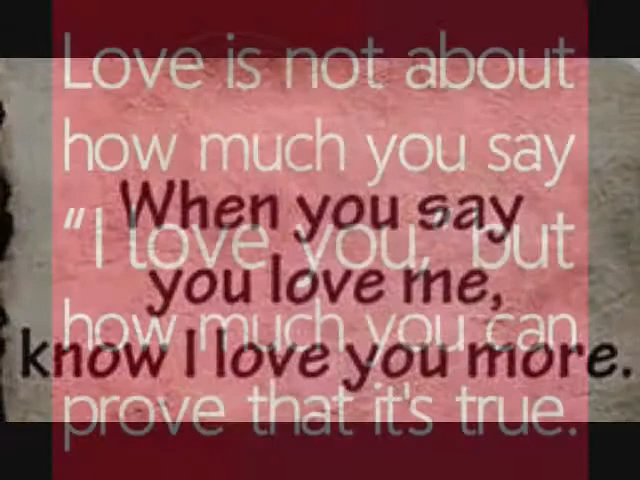 Love is not about
how much you say
"I love you," but
how much you can
prove that it's true.
When you say
you love me,
know I love you more.